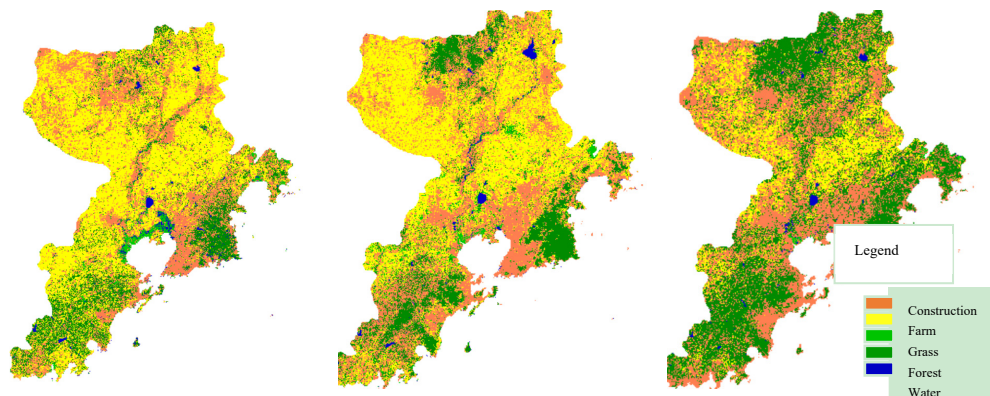 Legend
Construction
Farm
Grass
Forest
Water